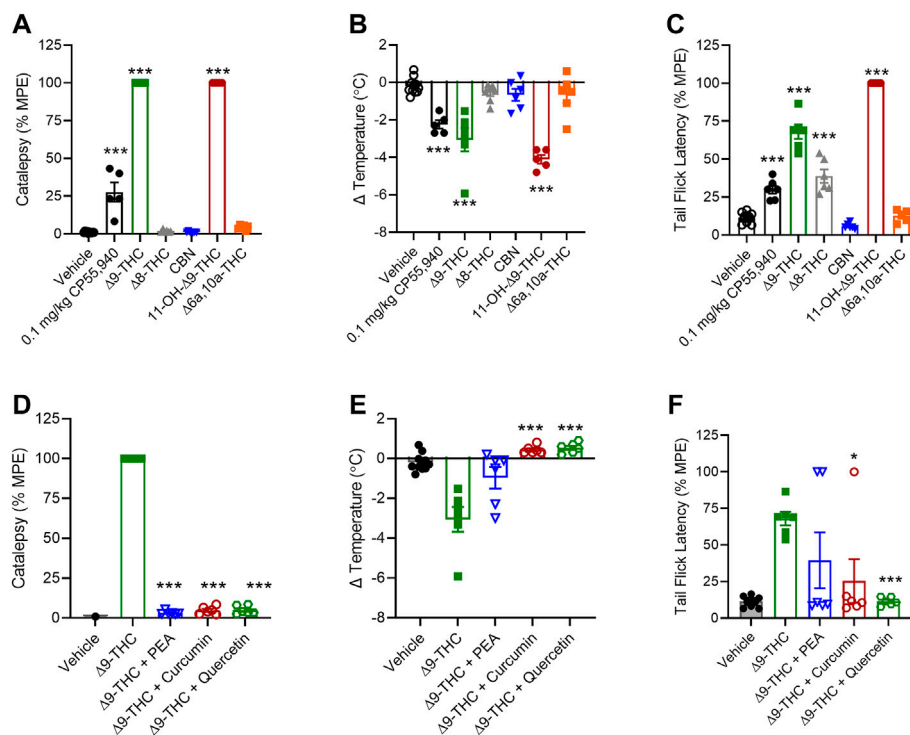 A
Catalepsy (% MPE)
125
100
75
50
25
0
***
***
***
Vehicle
0.1 mg/kg CP55,940
Δ9-THC
Δ8-THC
CBN
11-OH-Δ9-THC
Δ6a,10a-THC
B
Δ Temperature (°C)
2
0
-2
-4
-6
-8
***
***
***
Vehicle
0.1 mg/kg CP55,940
Δ9-THC
Δ8-THC
CBN
11-OH-Δ9-THC
Δ6a,10a-THC
C
Tail Flick Latency (% MPE)
125
100
75
50
25
0
***
***
***
***
Vehicle
0.1 mg/kg CP55,940
Δ9-THC
Δ8-THC
CBN
11-OH-Δ9-THC
Δ6a,10a-THC
D
Catalepsy (% MPE)
125
100
75
50
25
0
***
***
***
Vehicle
Δ9-THC
Δ9-THC + PEA
Δ9-THC + Curcumin
Δ9-THC + Quercetin
E
Δ Temperature (°C)
2
0
-2
-4
-6
-8
***
***
Vehicle
Δ9-THC
Δ9-THC + PEA
Δ9-THC + Curcumin
Δ9-THC + Quercetin
F
Tail Flick Latency (% MPE)
125
100
75
50
25
0
*
***
Vehicle
Δ9-THC
Δ9-THC + PEA
Δ9-THC + Curcumin
Δ9-THC + Quercetin